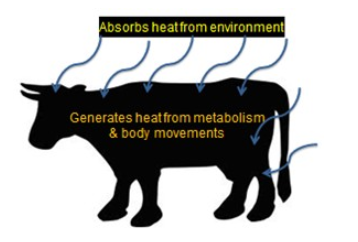 Absorbs heat from environment
Generates heat from metabolism
& body movements